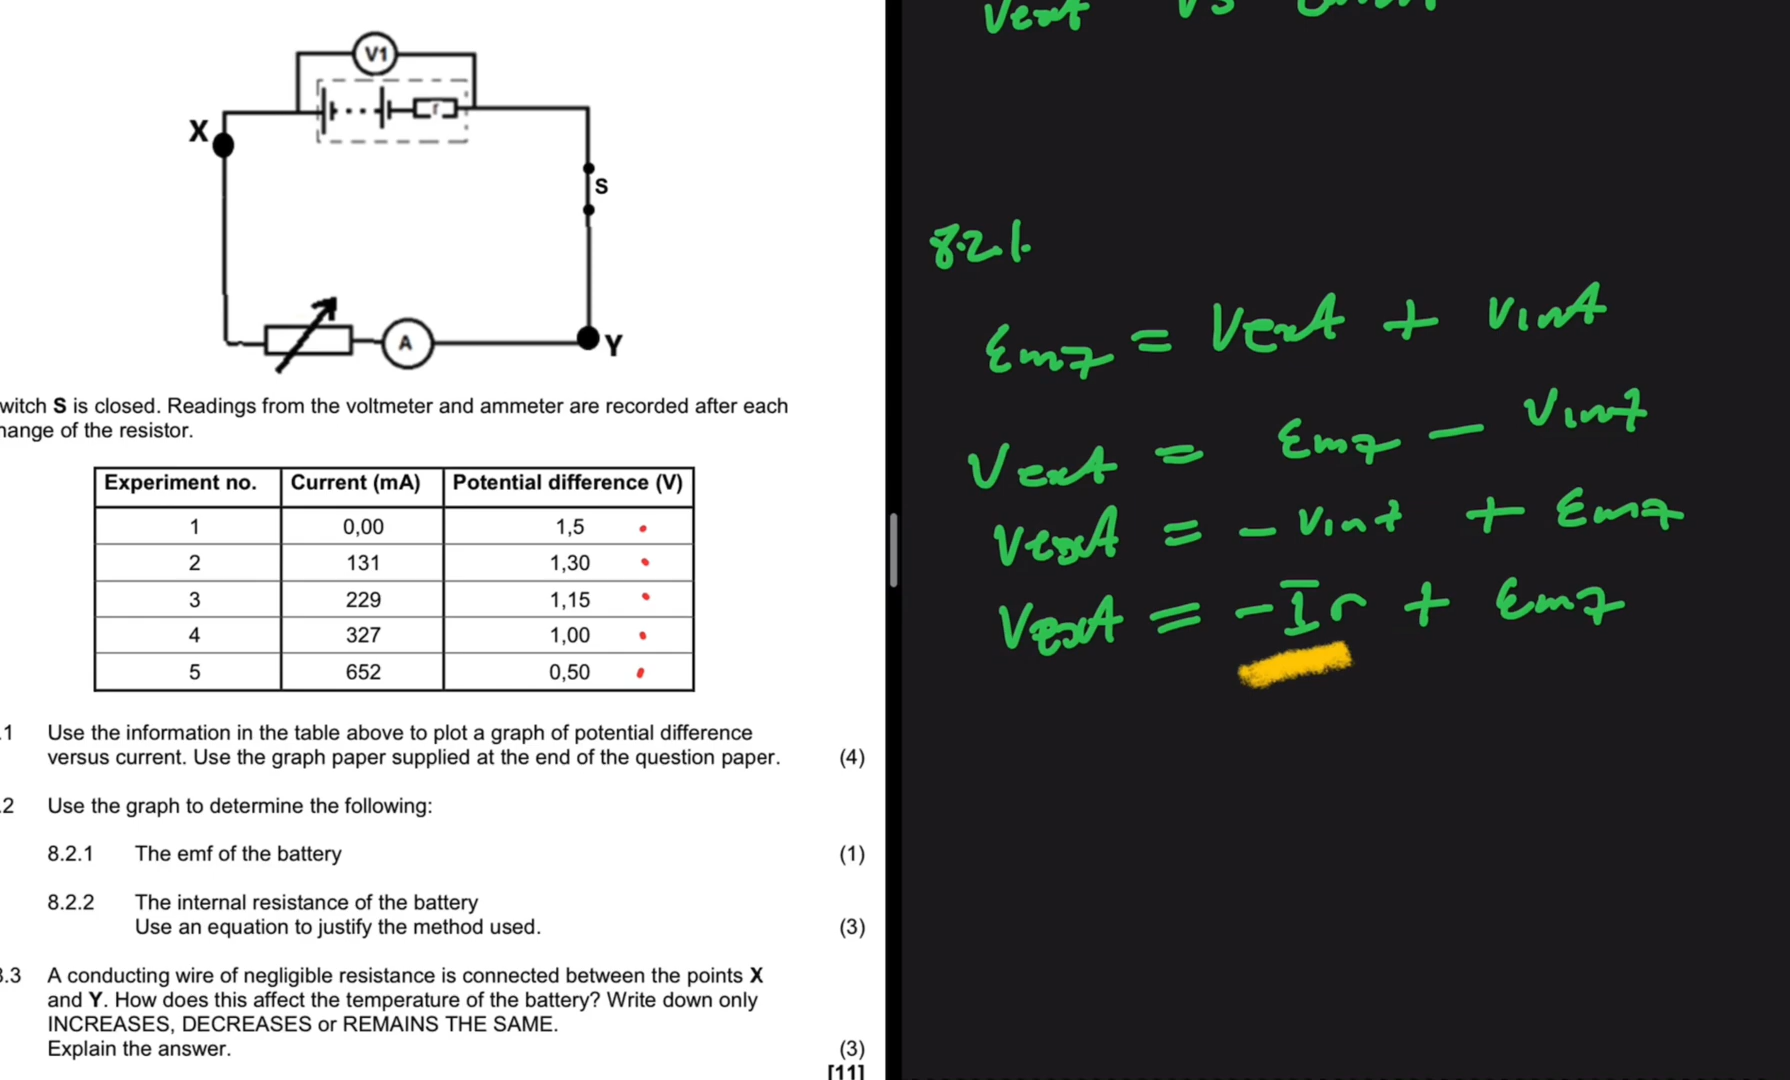 V1
r
X
S
A
Y
witch S is closed. Readings from the voltmeter and ammeter are recorded after each
hange of the resistor.
Experiment no. Current (mA) Potential difference (V)
1 0,00 1,5
2 131 1,30
3 229 1,15
4 327 1,00
5 652 0,50
.1 Use the information in the table above to plot a graph of potential difference
versus current. Use the graph paper supplied at the end of the question paper. (4)
.2 Use the graph to determine the following:
8.2.1 The emf of the battery (1)
8.2.2 The internal resistance of the battery
Use an equation to justify the method used. (3)
8.3 A conducting wire of negligible resistance is connected between the points X
and Y. How does this affect the temperature of the battery? Write down only
INCREASES, DECREASES or REMAINS THE SAME.
Explain the answer. (3)
[11]
Vext vs
8.2.1.
Emf = Vext + Vint
Vext = Emf - Vint
Vext = - Vint + Emf
Vext = - Ir + Emf